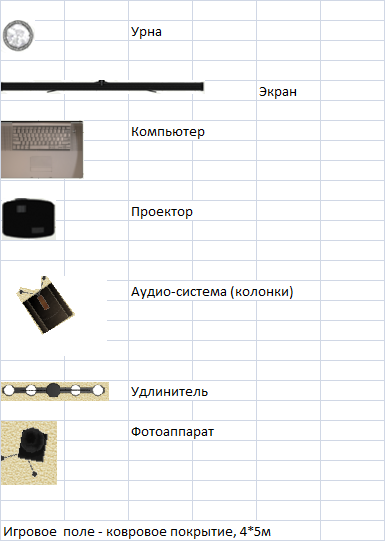 Урна
Экран
Компьютер
Проектор
Аудио-система (колонки)
Удлинитель
Фотоаппарат
Игровое поле - ковровое покрытие, 4*5м